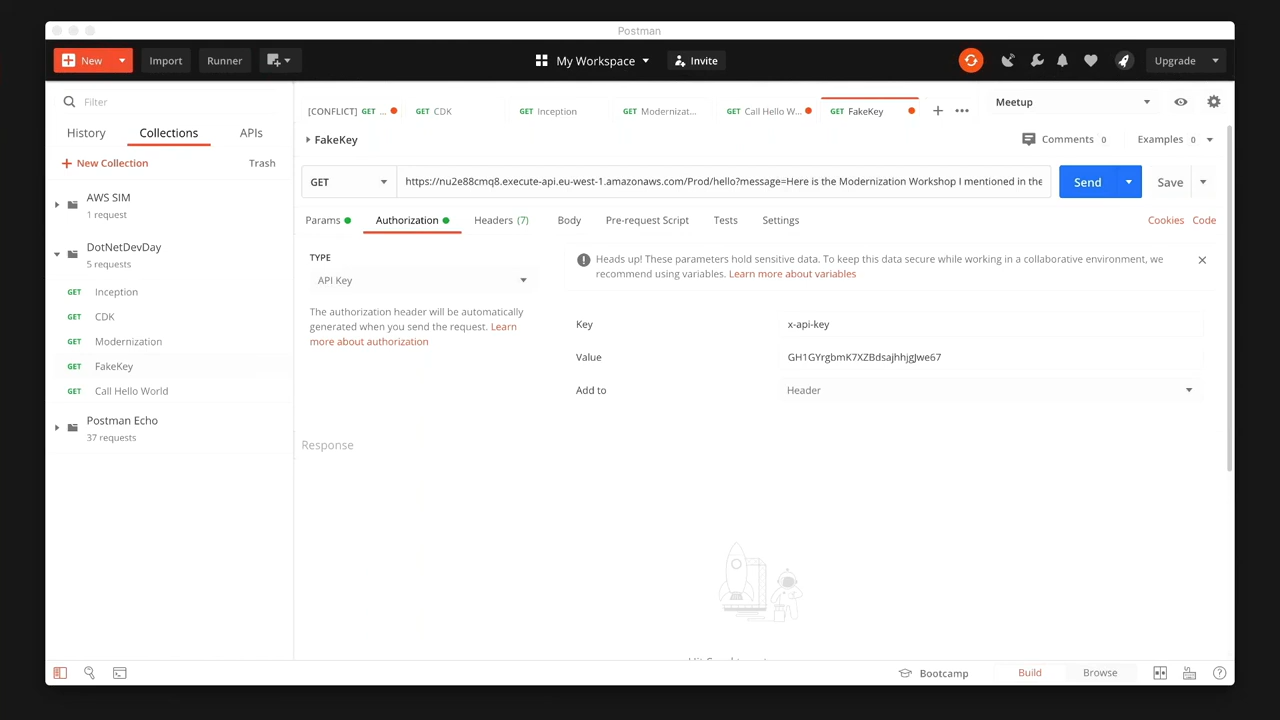 Postman
New
Import
Runner
My Workspace
Invite
Upgrade
Filter
[CONFLICT] GET ...
GET CDK
GET Inception
GET Modernizat...
GET Call Hello W...
GET FakeKey
Meetup
History
Collections
APIs
FakeKey
Comments 0
Examples 0
New Collection
Trash
GET
https://nu2e88cmq8.execute-api.eu-west-1.amazonaws.com/Prod/hello?message=Here is the Modernization Workshop I mentioned in the
Send
Save
AWS SIM
1 request
Params
Authorization
Headers (7)
Body
Pre-request Script
Tests
Settings
Cookies
Code
DotNetDevDay
5 requests
GET Inception
GET CDK
GET Modernization
GET FakeKey
GET Call Hello World
Postman Echo
37 requests
TYPE
API Key
The authorization header will be automatically
generated when you send the request. Learn
more about authorization
Heads up! These parameters hold sensitive data. To keep this data secure while working in a collaborative environment, we
recommend using variables. Learn more about variables
Key
x-api-key
Value
GH1GYrgbmK7XZBdsajhhjgJwe67
Add to
Header
Response
Bootcamp
Build
Browse